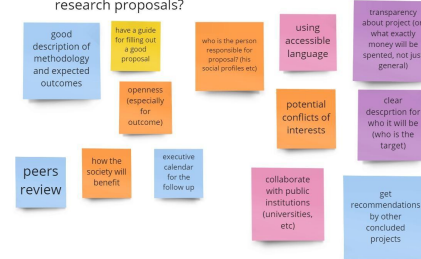 research proposals?
good
description of
methodology
and expected
outcomes
have a guide
for filling out
a good
proposal
who is the person
responsible for
proposal? (his
social profiles etc)
using
accessible
language
transparency
about project (or
what exactly
money will be
spented, not jus
general)
openness
(especially
for
outcome)
potential
conflicts of
interests
clear
descprtion for
who it will be
(who is the
target)
peers
review
how the
society will
benefit
executive
calendar
for the
follow up
collaborate
with public
institutions
(universities,
etc)
get
recommendations
by other
concluded
projects